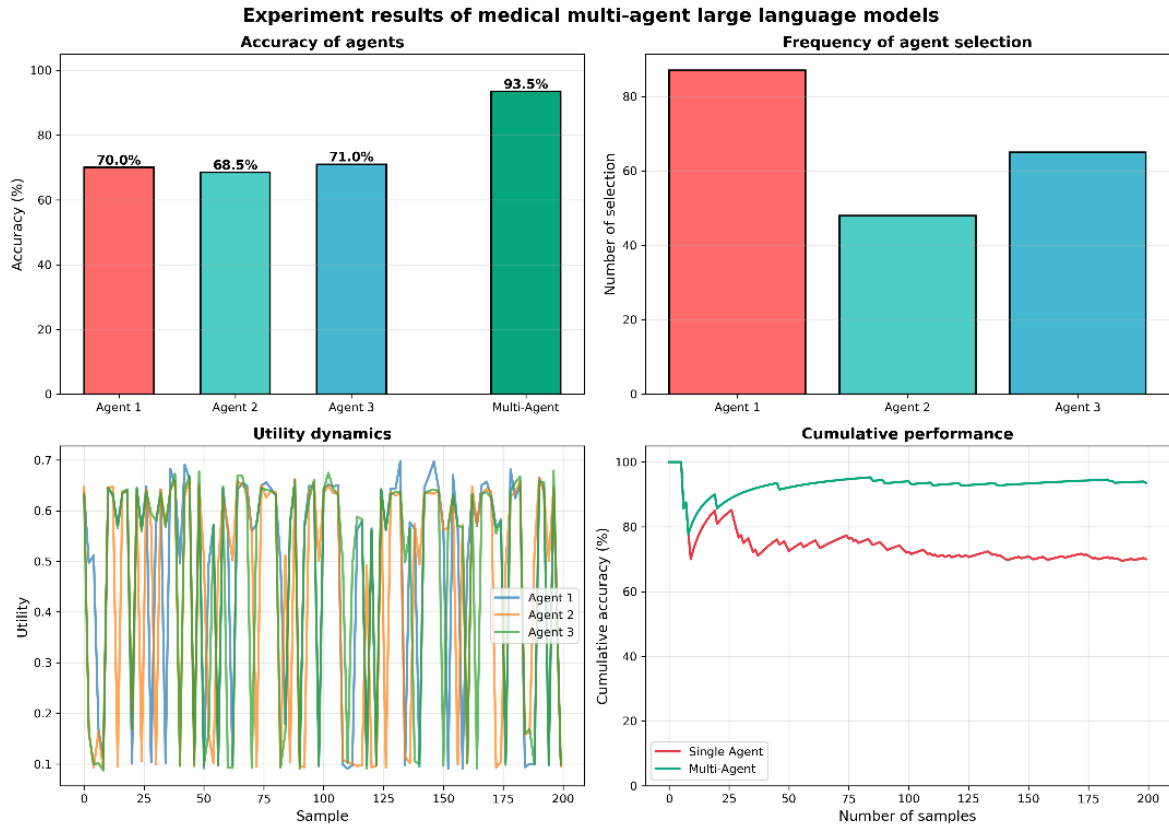 Experiment results of medical multi-agent large language models
Accuracy of agents
Accuracy (%)
100
80
60
40
20
0
70.0%
68.5%
71.0%
93.5%
Agent 1
Agent 2
Agent 3
Multi-Agent
Frequency of agent selection
Number of selection
80
60
40
20
0
Agent 1
Agent 2
Agent 3
Utility dynamics
Utility
0.7
0.6
0.5
0.4
0.3
0.2
0.1
Agent 1
Agent 2
Agent 3
0
25
50
75
100
125
150
175
200
Sample
Cumulative performance
Cumulative accuracy (%)
100
80
60
40
20
0
Single Agent
Multi-Agent
0
25
50
75
100
125
150
175
200
Number of samples